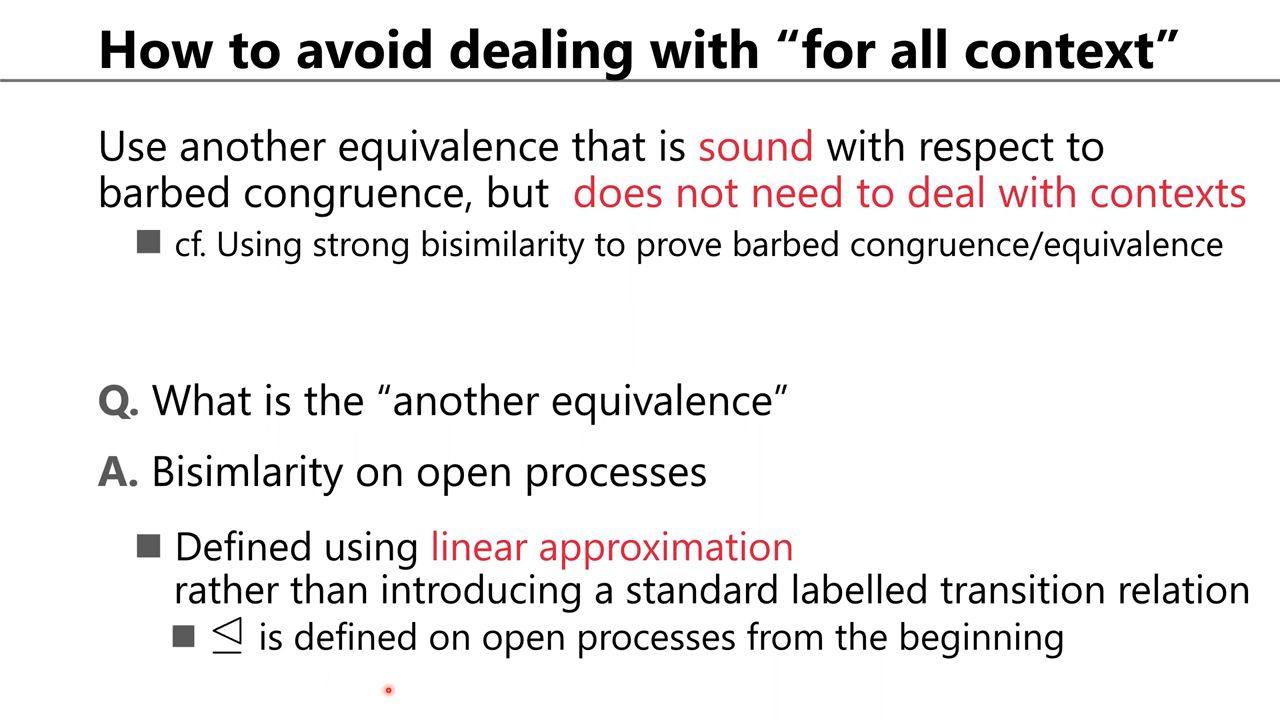 How to avoid dealing with “for all context”
Use another equivalence that is sound with respect to
barbed congruence, but does not need to deal with contexts
cf. Using strong bisimilarity to prove barbed congruence/equivalence
Q. What is the “another equivalence”
A. Bisimlarity on open processes
Defined using linear approximation
rather than introducing a standard labelled transition relation
⊴ is defined on open processes from the beginning